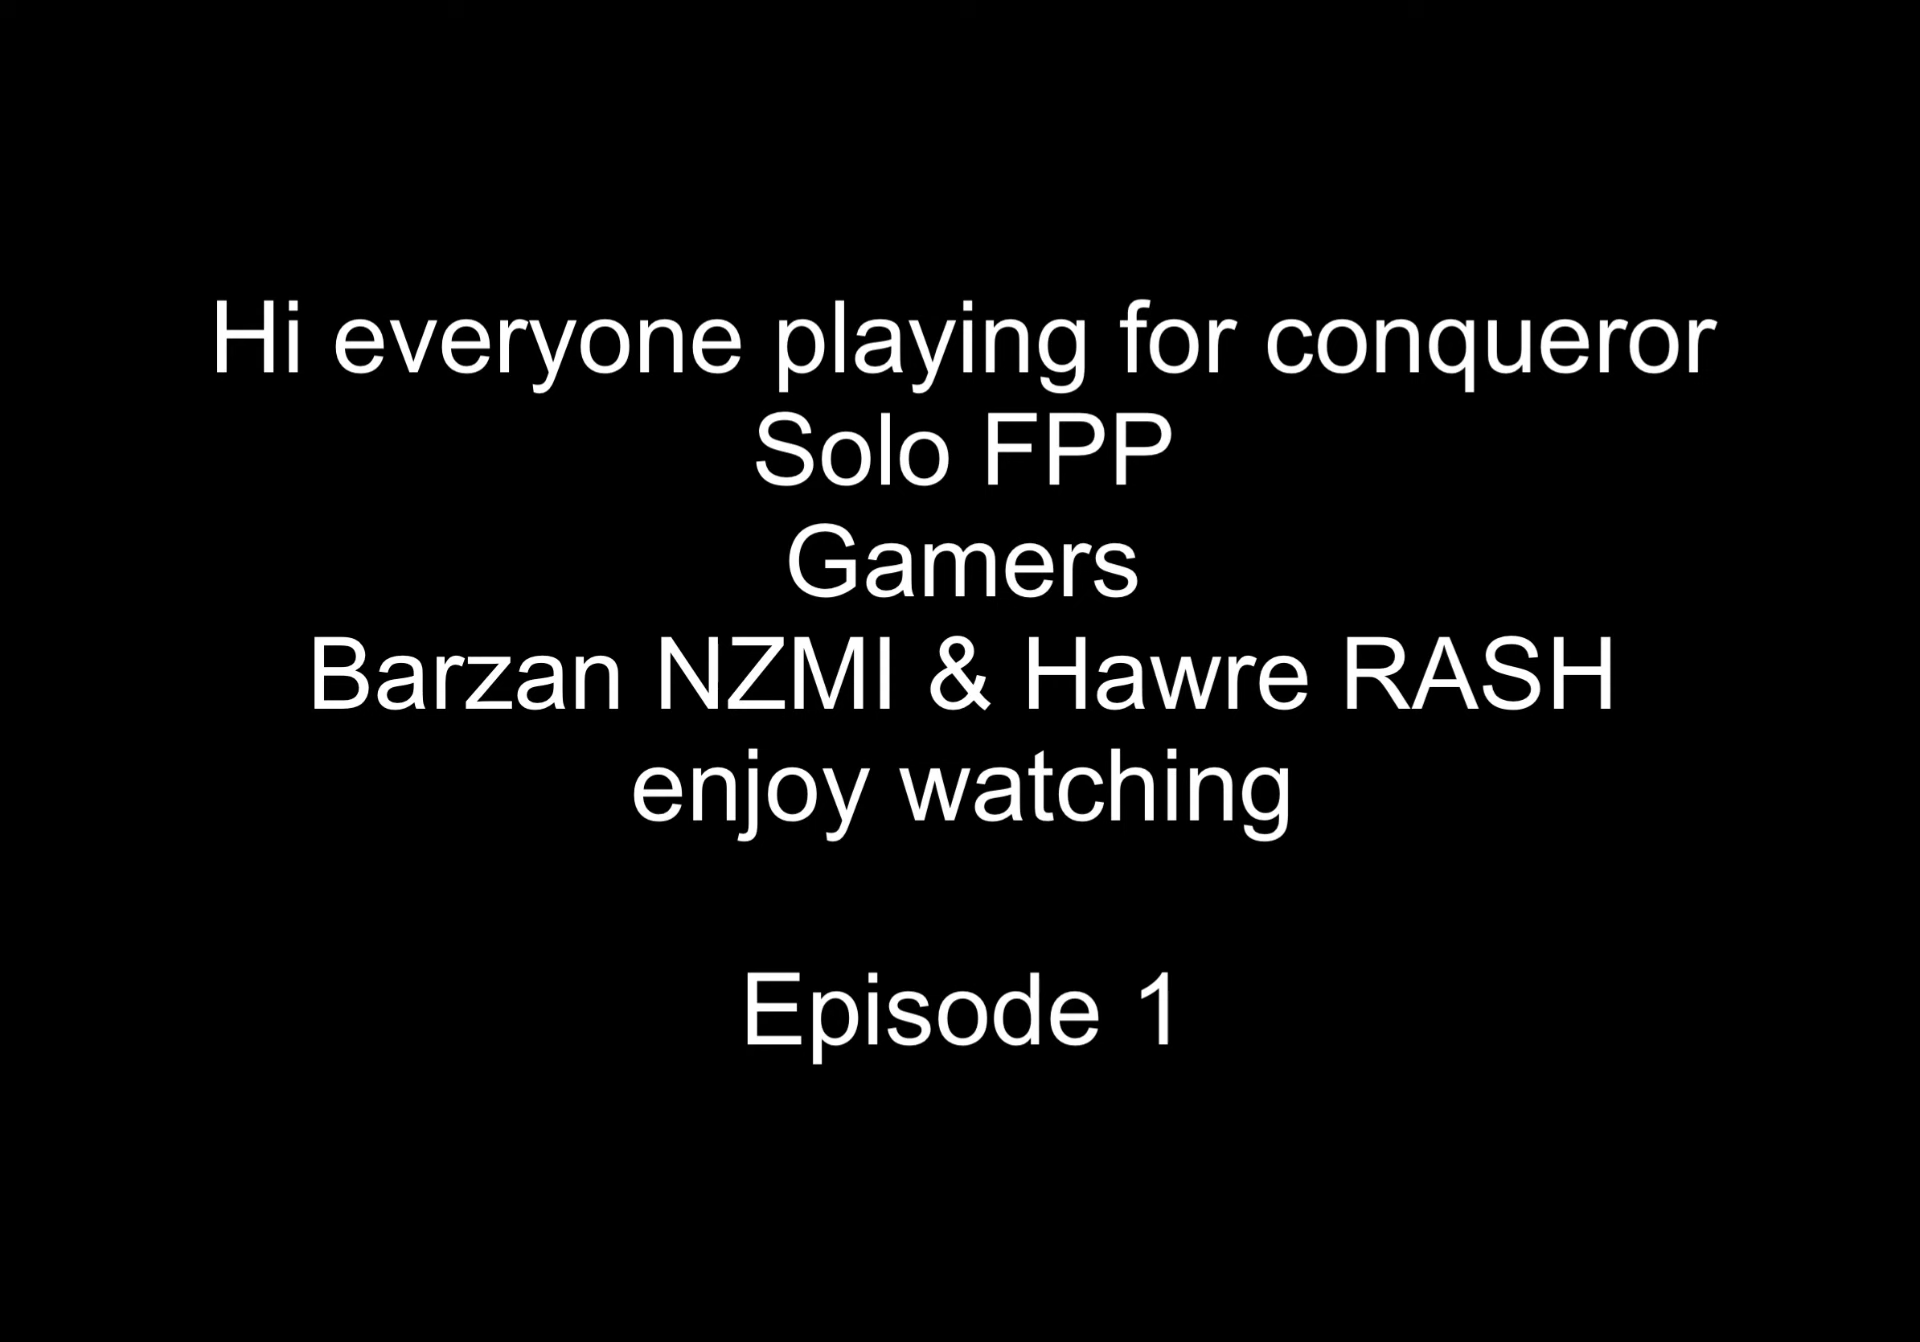 Hi everyone playing for conqueror
Solo FPP
Gamers
Barzan NZMI & Hawre RASH
enjoy watching
Episode 1